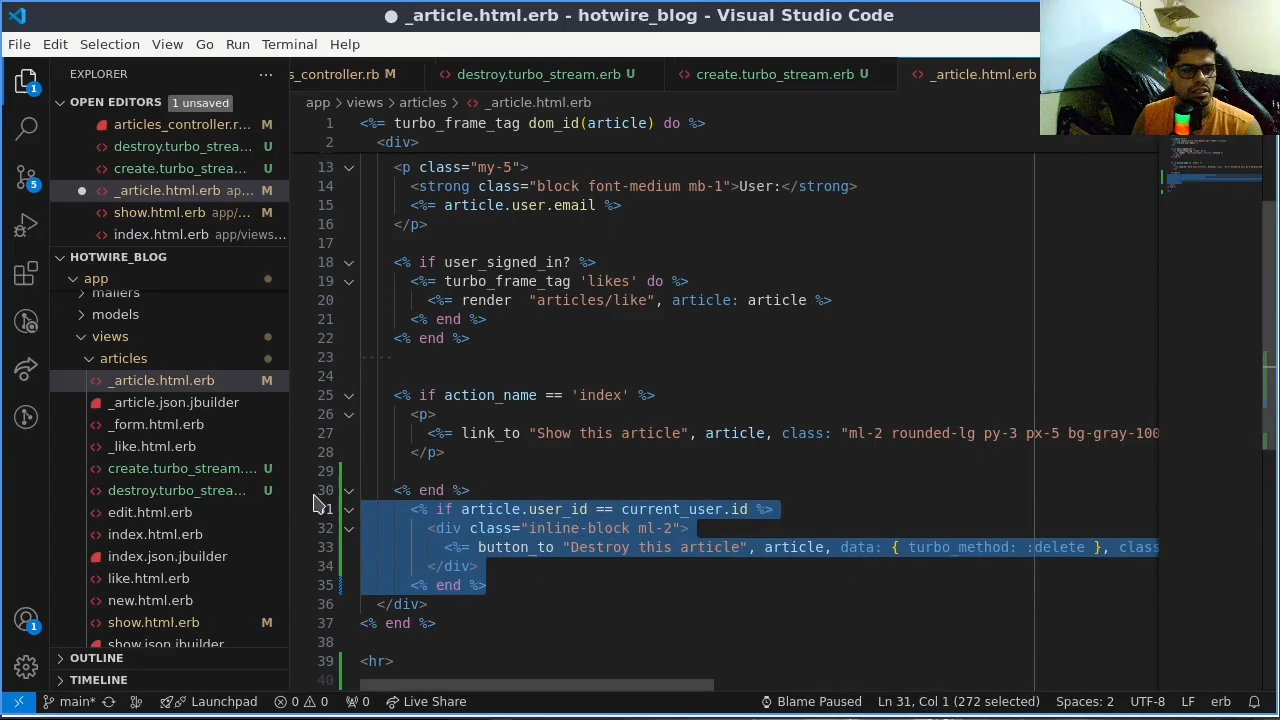 ● _article.html.erb - hotwire_blog - Visual Studio Code
File Edit Selection View Go Run Terminal Help
EXPLORER ...
OPEN EDITORS 1 unsaved
articles_controller.r... M
destroy.turbo_strea... U
create.turbo_strea... U
● _article.html.erb ap... M
show.html.erb app/... M
index.html.erb app/views...
HOTWIRE_BLOG
app
mailers
models
views
articles
_article.html.erb M
_article.json.jbuilder
_form.html.erb
_like.html.erb
create.turbo_stream.... U
destroy.turbo_strea... U
edit.html.erb
index.html.erb
index.json.jbuilder
like.html.erb
new.html.erb
show.html.erb M
show.json.jbuilder
OUTLINE
TIMELINE
1
5
1
s_controller.rb M destroy.turbo_stream.erb U create.turbo_stream.erb U _article.html.erb
app > views > articles > _article.html.erb
1 <%= turbo_frame_tag dom_id(article) do %>
2 <div>
13 <p class="my-5">
14 <strong class="block font-medium mb-1">User:</strong>
15 <%= article.user.email %>
16 </p>
17
18 <% if user_signed_in? %>
19 <%= turbo_frame_tag 'likes' do %>
20 <%= render  "articles/like", article: article %>
21 <% end %>
22 <% end %>
23 ····
24
25 <% if action_name == 'index' %>
26 <p>
27 <%= link_to "Show this article", article, class: "ml-2 rounded-lg py-3 px-5 bg-gray-100
28 </p>
29
30 <% end %>
31 <% if article.user_id == current_user.id %>
32 <div class="inline-block ml-2">
33 <%= button_to "Destroy this article", article, data: { turbo_method: :delete }, class
34 </div>
35 <% end %>
36 </div>
37 <% end %>
38
39 <hr>
40
main* Launchpad 0 0 0 Live Share Blame Paused Ln 31, Col 1 (272 selected) Spaces: 2 UTF-8 LF erb